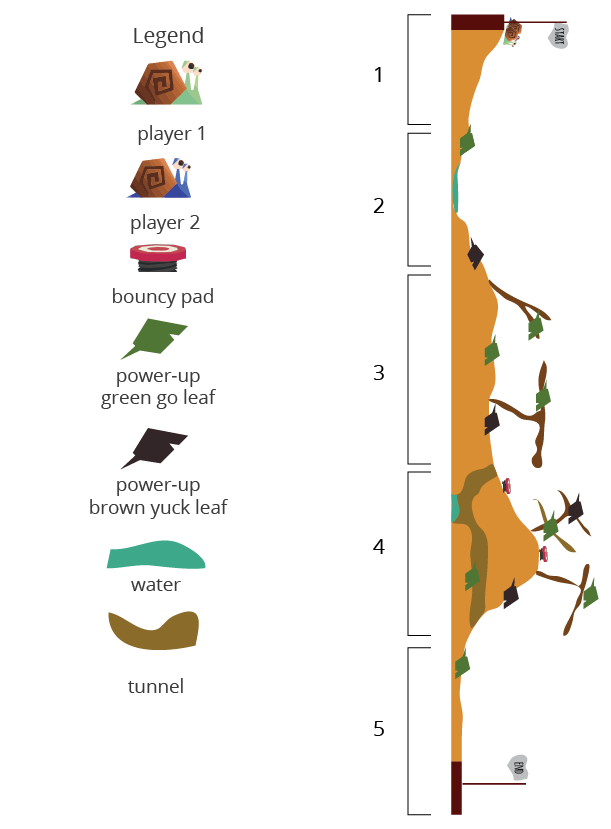 Legend
player 1
player 2
bouncy pad
power-up
green go leaf
power-up
brown yuck leaf
water
tunnel
1
2
3
4
5
START
END